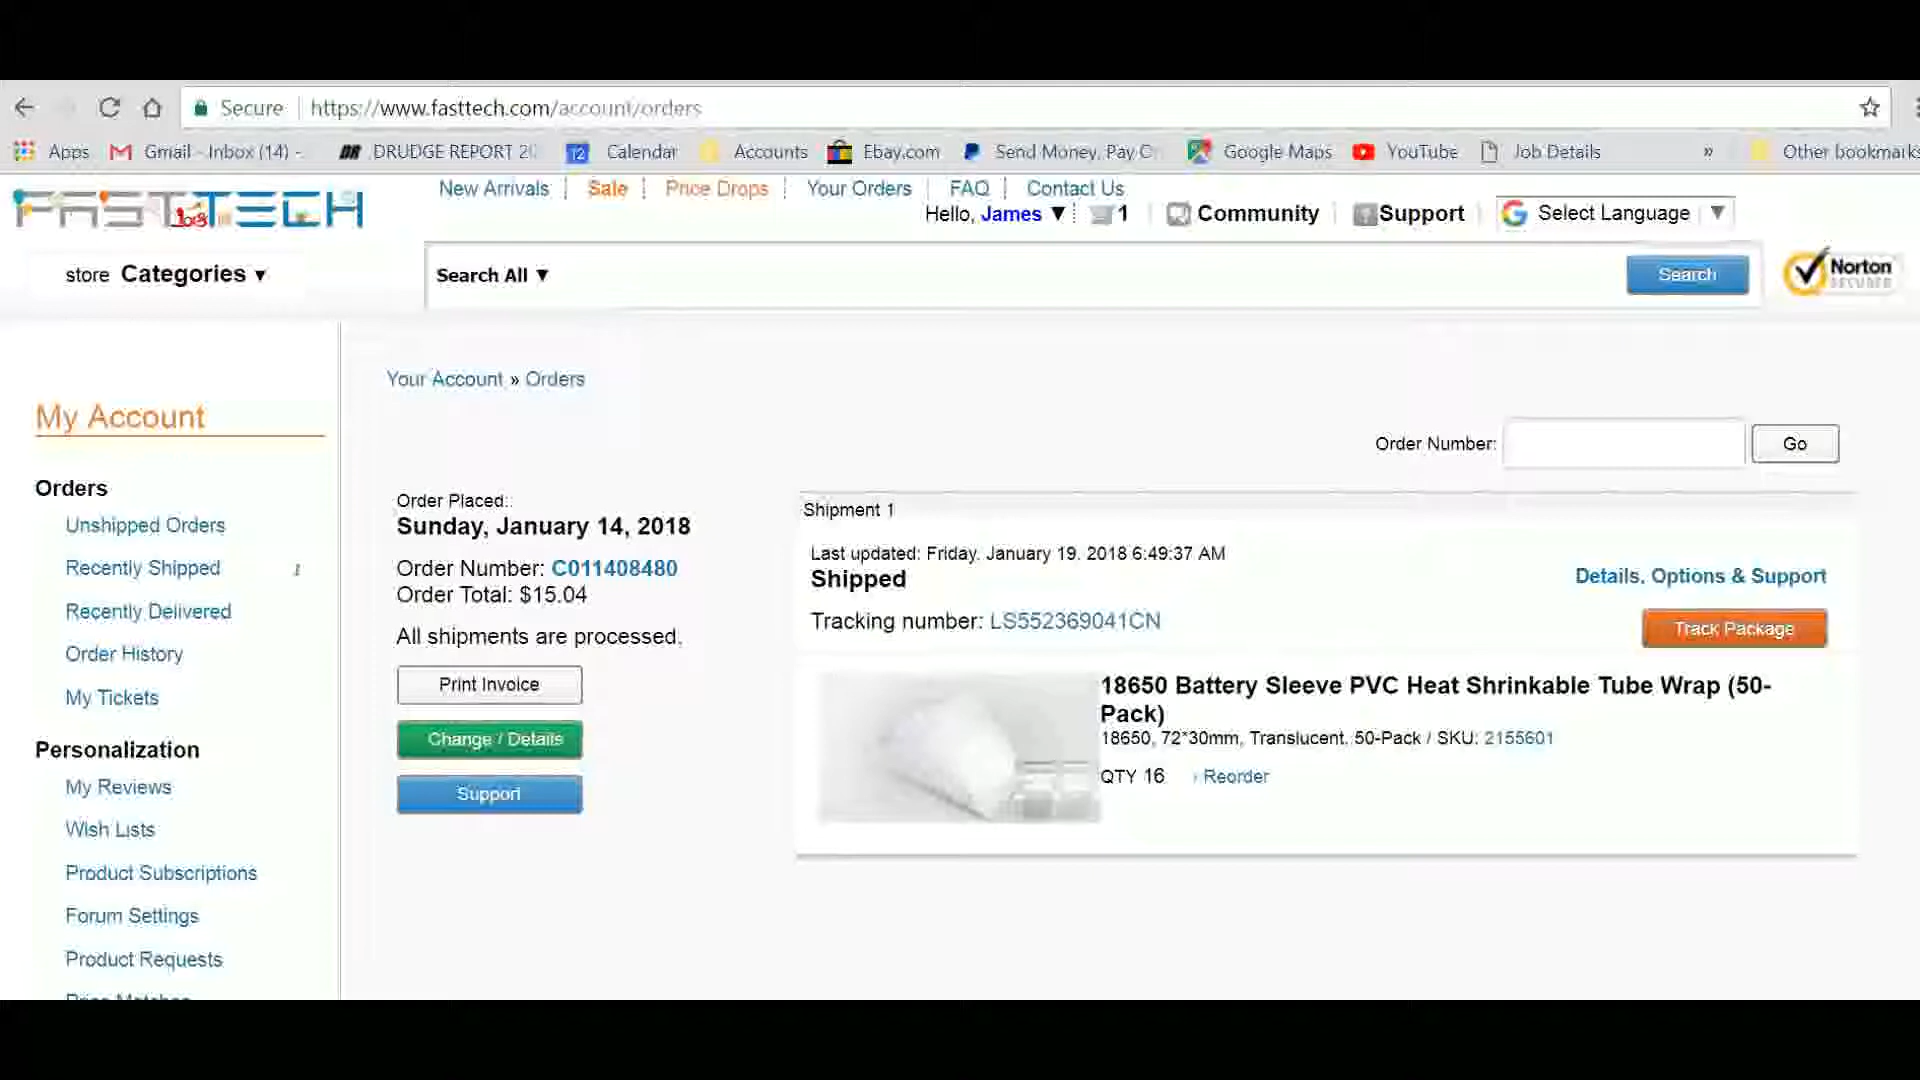 Secure https://www.fasttech.com/account/orders
Apps Gmail - Inbox (14) - DRUDGE REPORT 20 12 Calendar Accounts Ebay.com Send Money, Pay O Google Maps YouTube Job Details » Other bookmarks
FASTTECH
New Arrivals Sale Price Drops Your Orders FAQ Contact Us
Hello, James ▼ 1 Community Support Select Language ▼
store Categories ▾
Search All ▼
Search
Norton
SECURED
Your Account » Orders
My Account
Order Number: Go
Orders
Unshipped Orders
Recently Shipped 1
Recently Delivered
Order History
My Tickets
Personalization
My Reviews
Wish Lists
Product Subscriptions
Forum Settings
Product Requests
Price Matches
Order Placed:
Sunday, January 14, 2018
Order Number: C011408480
Order Total: $15.04
All shipments are processed.
Print Invoice
Change / Details
Support
Shipment 1
Last updated: Friday, January 19, 2018 6:49:37 AM
Shipped
Details, Options & Support
Tracking number: LS552369041CN
Track Package
18650 Battery Sleeve PVC Heat Shrinkable Tube Wrap (50-
Pack)
18650, 72*30mm, Translucent, 50-Pack / SKU: 2155601
QTY 16 › Reorder